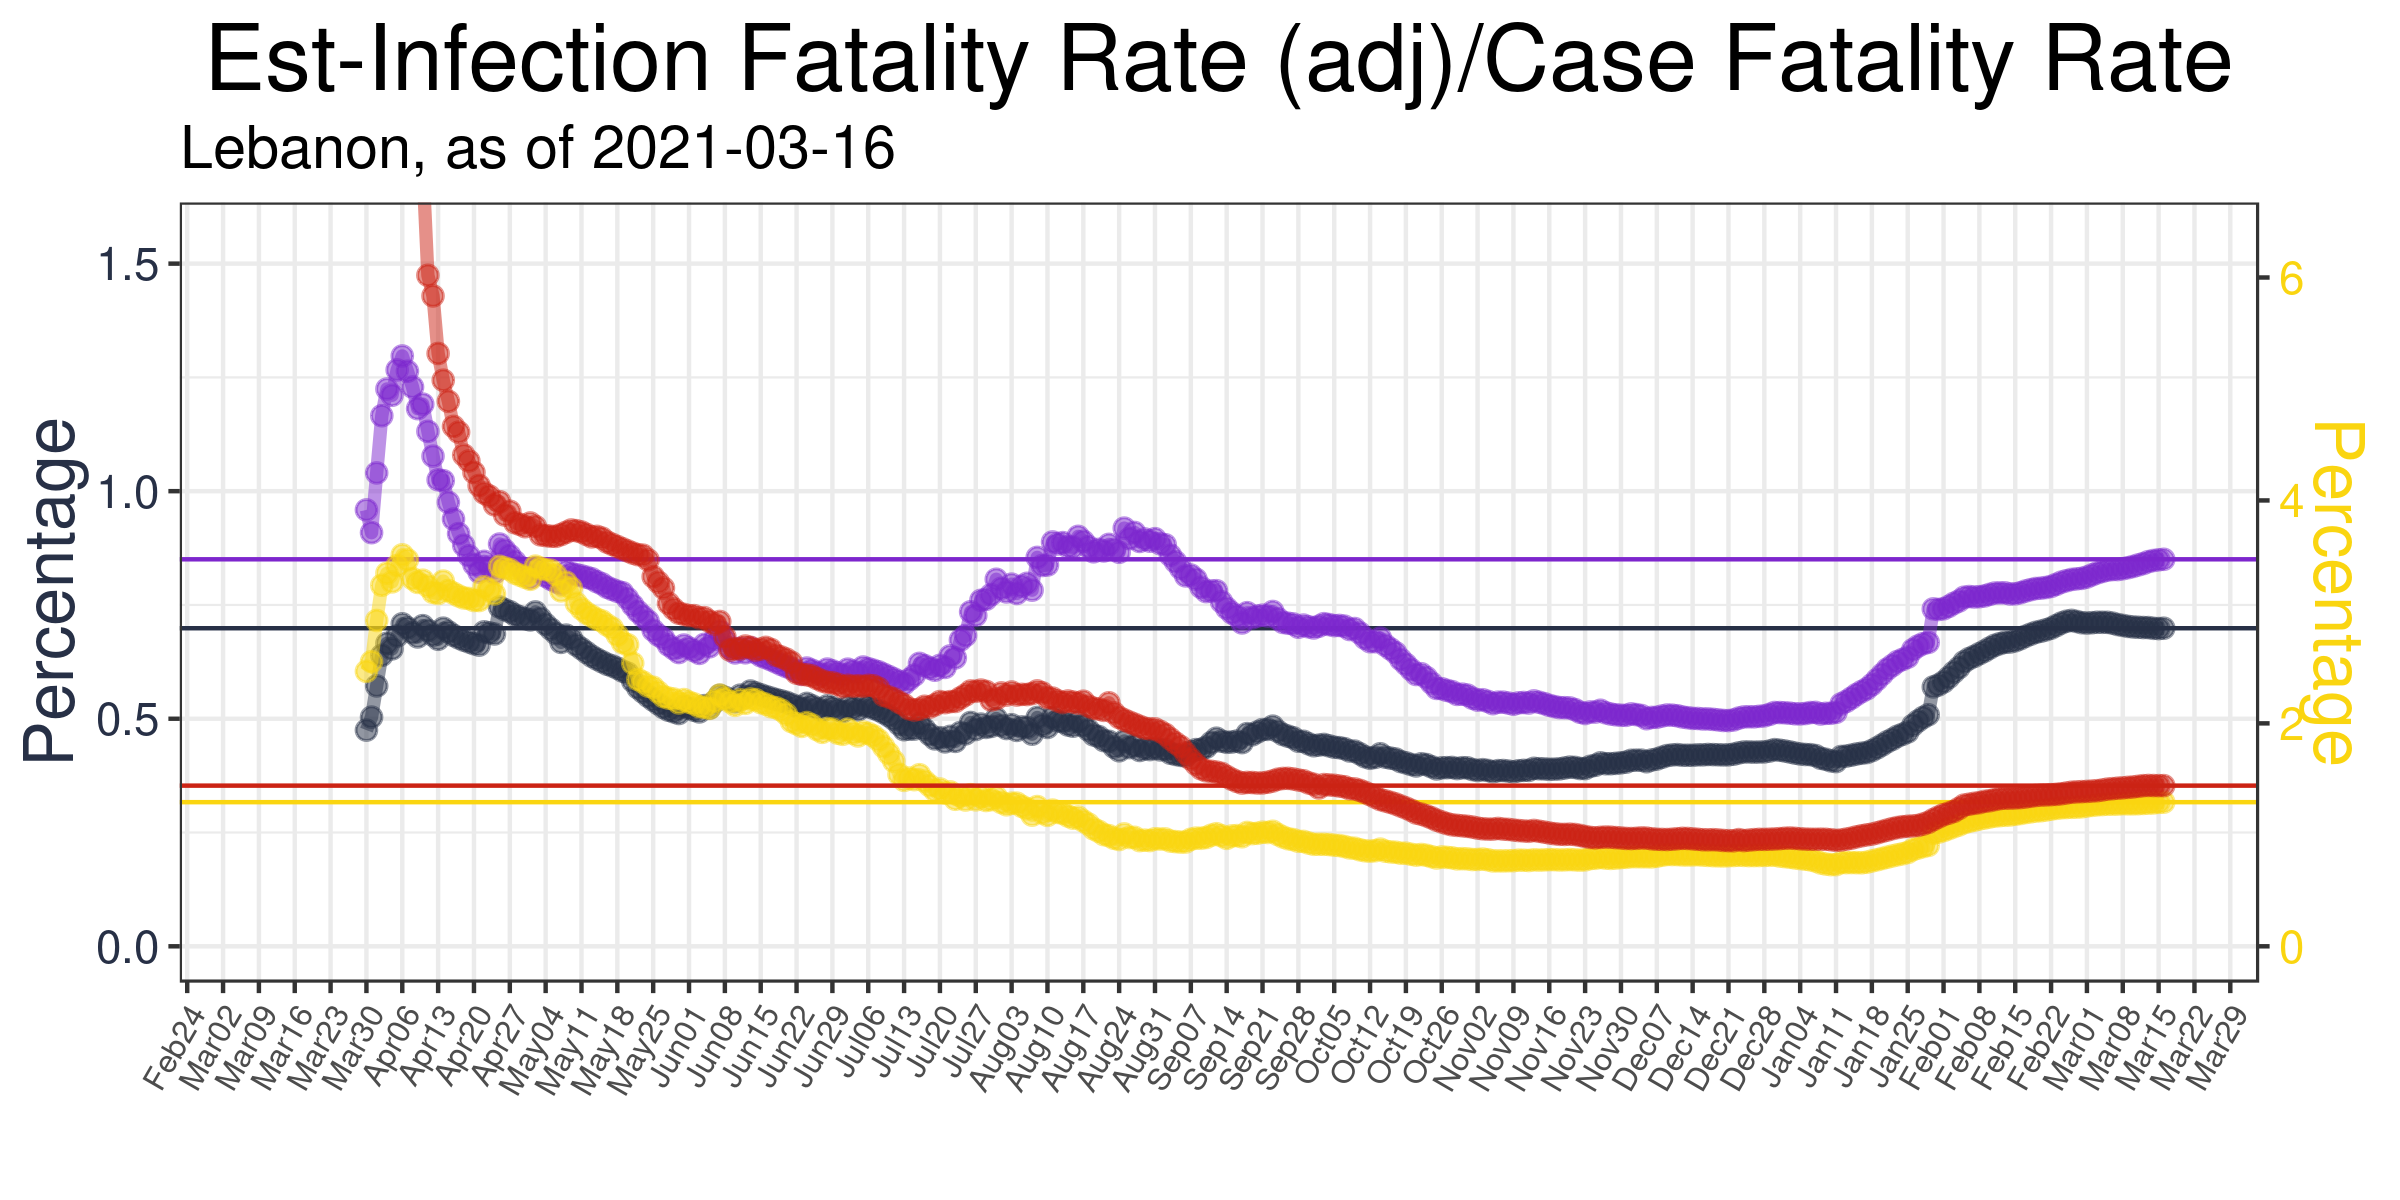 Est-Infection Fatality Rate (adj)/Case Fatality Rate
Lebanon, as of 2021-03-16
Percentage
1.5
1.0
0.5
0.0
6
4
2
0
Percentage
Feb24
Mar02
Mar09
Mar16
Mar23
Mar30
Apr06
Apr13
Apr20
Apr27
May04
May11
May18
May25
Jun01
Jun08
Jun15
Jun22
Jun29
Jul06
Jul13
Jul20
Jul27
Aug03
Aug10
Aug17
Aug24
Aug31
Sep07
Sep14
Sep21
Sep28
Oct05
Oct12
Oct19
Oct26
Nov02
Nov09
Nov16
Nov23
Nov30
Dec07
Dec14
Dec21
Dec28
Jan04
Jan11
Jan18
Jan25
Feb01
Feb08
Feb15
Feb22
Mar01
Mar08
Mar15
Mar22
Mar29